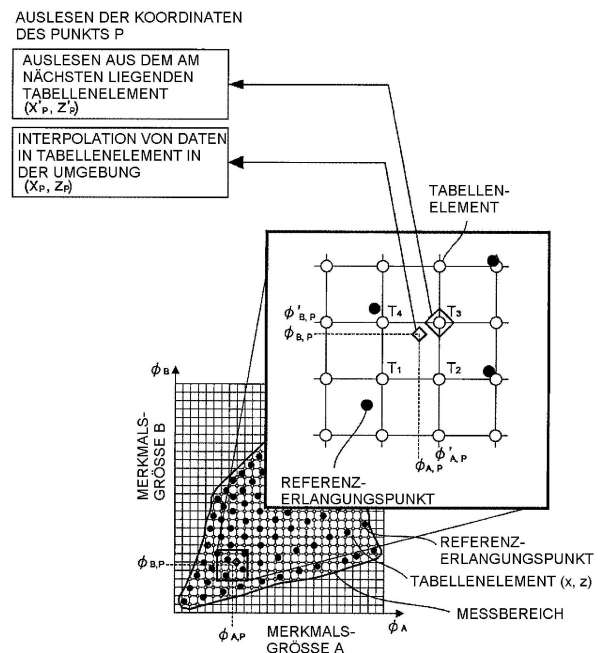 AUSLESEN DER KOORDINATEN
DES PUNKTS P
AUSLESEN AUS DEM AM
NÄCHSTEN LIEGENDEN
TABELLENELEMENT
(X'P, Z'P)
INTERPOLATION VON DATEN
IN TABELLENELEMENT IN
DER UMGEBUNG
(XP, ZP)
TABELLEN-
ELEMENT
ϕ'B, P
ϕB, P
T4
T3
T1
T2
ϕA, P
ϕ'A, P
REFERENZ-
ERLANGUNGSPUNKT
ϕB
MERKMALS-
GRÖSSE B
ϕB,P
REFERENZ-
ERLANGUNGSPUNKT
TABELLENELEMENT (x, z)
MESSBEREICH
ϕA,P
MERKMALS-
GRÖSSE A
ϕA